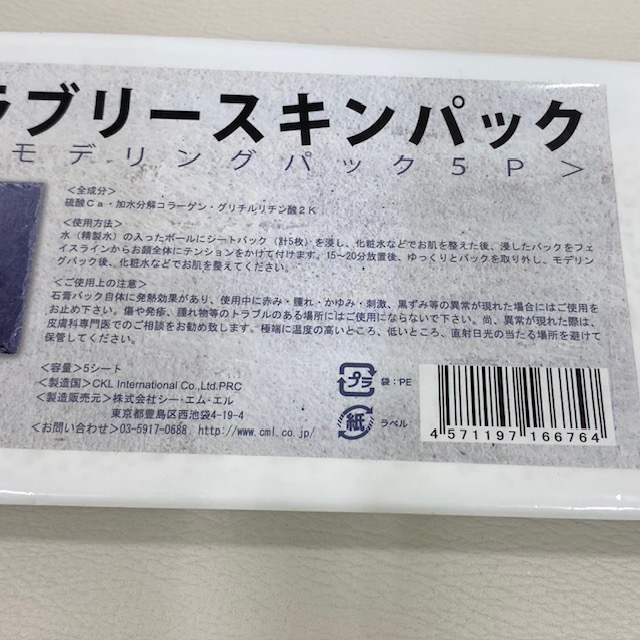 ラブリースキンパック
モデリングパック5P>
<全成分>
硫酸Ca・加水分解コラーゲン・グリチルリチン酸2K
<使用方法>
水（精製水）の入ったボールにシートパック（計5枚）を浸し、化粧水などでお肌を整えた後、浸したパックをフェ
イスラインからお顔全体にテンションをかけて付けます。15～20分放置後、ゆっくりとパックを取り外し、モデリン
グパック後、化粧水などで整えてください。
<ご使用上の注意>
石膏パック自体に発熱効果があり、使用中に赤み・腫れ・かゆみ・刺激、黒ずみ等の異常が現れた場合にはご使用を
お止め下さい。傷や発疹、腫れ物等のトラブルのある場所にはご使用にならないで下さい。尚、異常が現れた際は、
皮膚科専門医でのご相談をお勧め致します。極端に温度の高いところ、低いところ、直射日光の当たる場所を避けて
保管してください。
<容量>5シート
<製造国>CKL International Co.,Ltd.PRC
<製造販売元>株式会社シー・エム・エル
東京都豊島区西池袋4-19-4
<お問い合わせ>03-5917-0688 http://www.cml.co.jp/
プラ 袋：PE
紙 ラベル
4 571197 166764